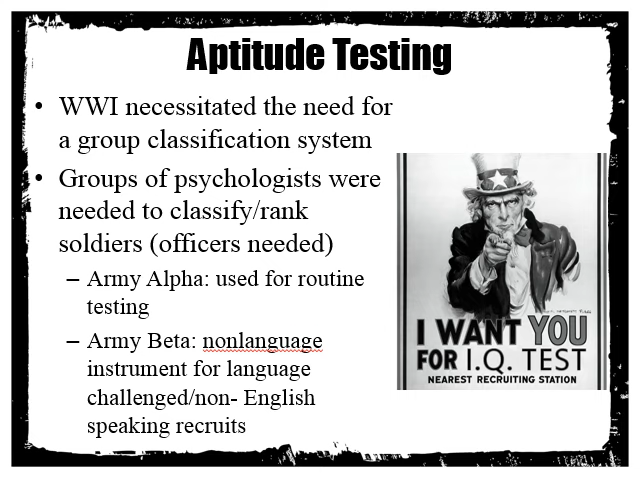 Aptitude Testing
• WWI necessitated the need for
a group classification system
• Groups of psychologists were
needed to classify/rank
soldiers (officers needed)
– Army Alpha: used for routine
testing
– Army Beta: nonlanguage
instrument for language
challenged/non- English
speaking recruits
I WANT YOU
FOR I.Q. TEST
NEAREST RECRUITING STATION